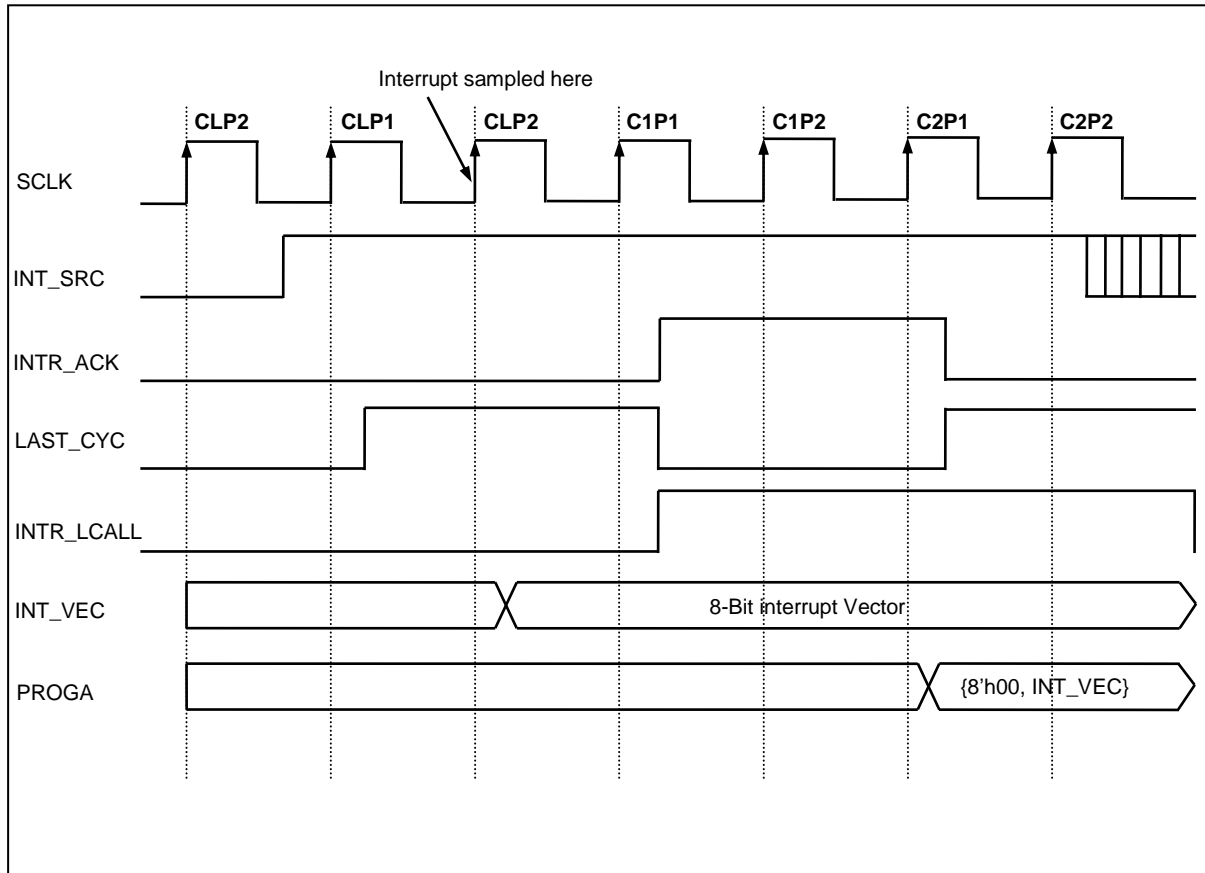 Interrupt sampled here
CLP2 CLP1 CLP2 C1P1 C1P2 C2P1 C2P2
SCLK
INT_SRC
INTR_ACK
LAST_CYC
INTR_LCALL
INT_VEC 8-Bit interrupt Vector
PROGA {8’h00, INT_VEC}